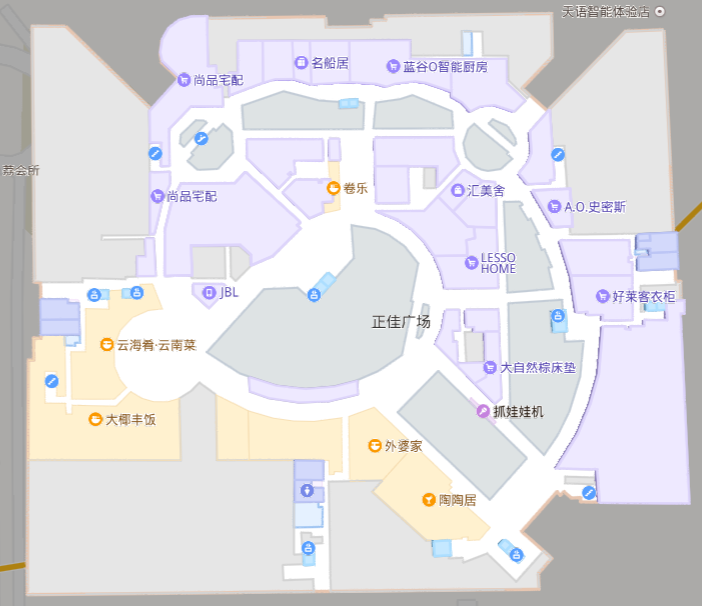 天语智能体验店
名船居
蓝谷O智能厨房
尚品宅配
苏会所
卷乐
汇美舍
尚品宅配
A.O.史密斯
LESSO
HOME
JBL
好莱客衣柜
正佳广场
云海肴·云南菜
大自然棕床垫
抓娃娃机
大椰丰饭
外婆家
陶陶居